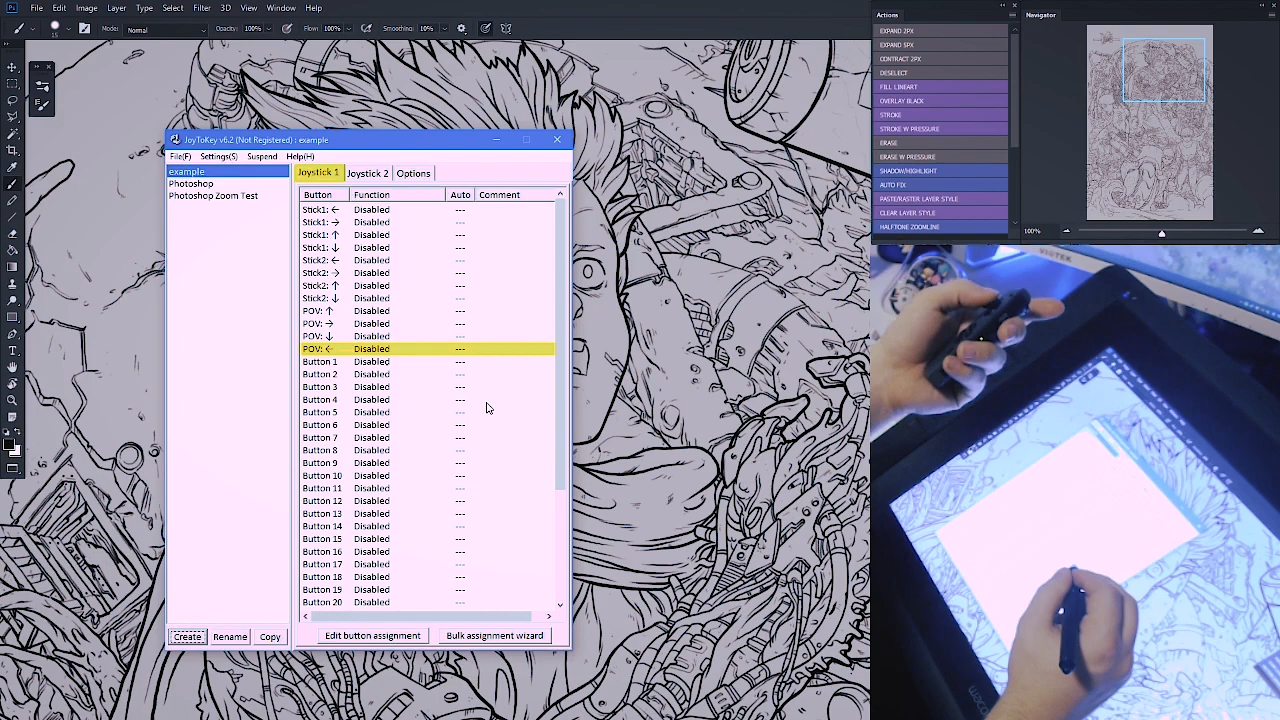 Ps File Edit Image Layer Type Select Filter 3D View Window Help
Mode: Normal Opacity: 100% Flow: 100% Smoothing: 10%
15
Actions
EXPAND 2PX
EXPAND 5PX
CONTRACT 2PX
DESELECT
FILL LINEART
OVERLAY BLACK
STROKE
STROKE W PRESSURE
ERASE
ERASE W PRESSURE
SHADOW/HIGHLIGHT
AUTO FIX
PASTE/RASTER LAYER STYLE
CLEAR LAYER STYLE
HALFTONE ZOOMLINE
Navigator
100%
JoyToKey v6.2 (Not Registered) : example
File(F) Settings(S) Suspend Help(H)
example
Photoshop
Photoshop Zoom Test
Create Rename Copy
Joystick 1 Joystick 2 Options
Button Function Auto Comment
Stick1: ← Disabled ---
Stick1: → Disabled ---
Stick1: ↑ Disabled ---
Stick1: ↓ Disabled ---
Stick2: ← Disabled ---
Stick2: → Disabled ---
Stick2: ↑ Disabled ---
Stick2: ↓ Disabled ---
POV: ↑ Disabled ---
POV: → Disabled ---
POV: ↓ Disabled ---
POV: ← Disabled ---
Button 1 Disabled ---
Button 2 Disabled ---
Button 3 Disabled ---
Button 4 Disabled ---
Button 5 Disabled ---
Button 6 Disabled ---
Button 7 Disabled ---
Button 8 Disabled ---
Button 9 Disabled ---
Button 10 Disabled ---
Button 11 Disabled ---
Button 12 Disabled ---
Button 13 Disabled ---
Button 14 Disabled ---
Button 15 Disabled ---
Button 16 Disabled ---
Button 17 Disabled ---
Button 18 Disabled ---
Button 19 Disabled ---
Button 20 Disabled ---
Edit button assignment Bulk assignment wizard
wacom